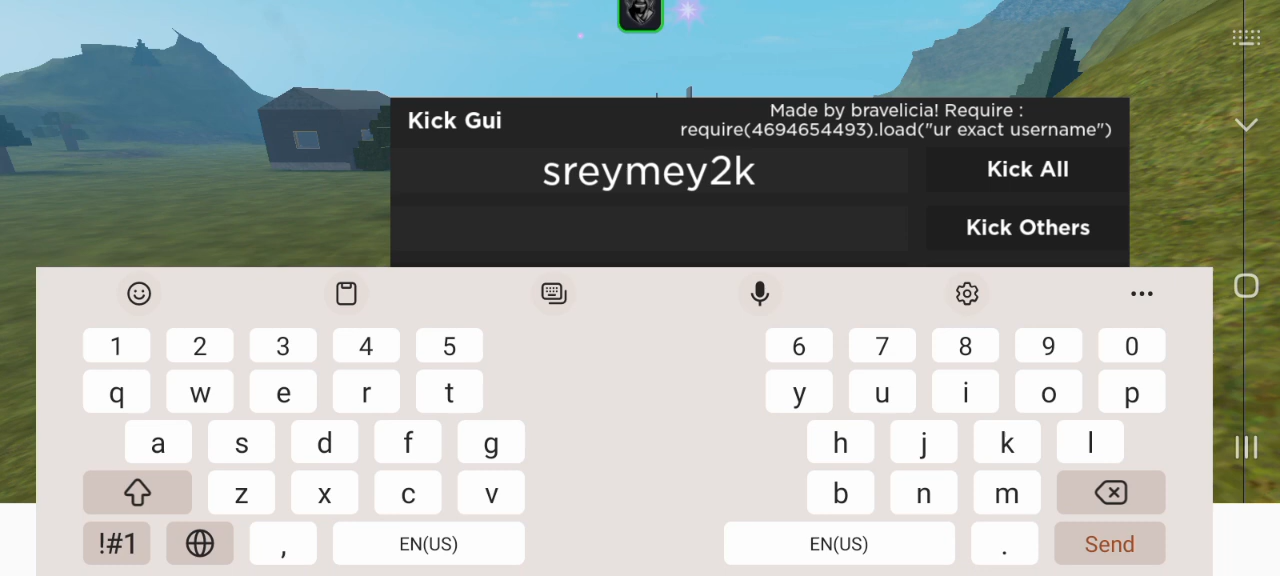 Kick Gui
Made by bravelicia! Require :
require(4694654493).load("ur exact username")
sreymey2k
Kick All
Kick Others
1 2 3 4 5 6 7 8 9 0
q w e r t y u i o p
a s d f g h j k l
z x c v b n m
!#1 , EN(US) EN(US) . Send